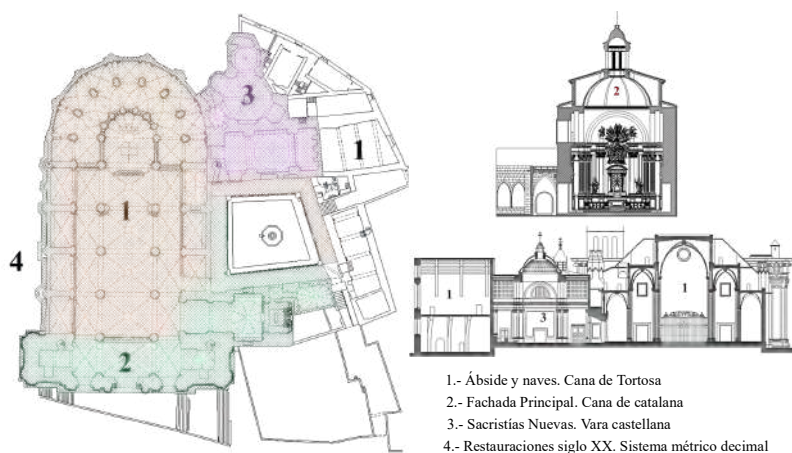 3
1
1
4
2
2
1
3
1
1.- Ábside y naves. Cana de Tortosa
2.- Fachada Principal. Cana de catalana
3.- Sacristías Nuevas. Vara castellana
4.- Restauraciones siglo XX. Sistema métrico decimal